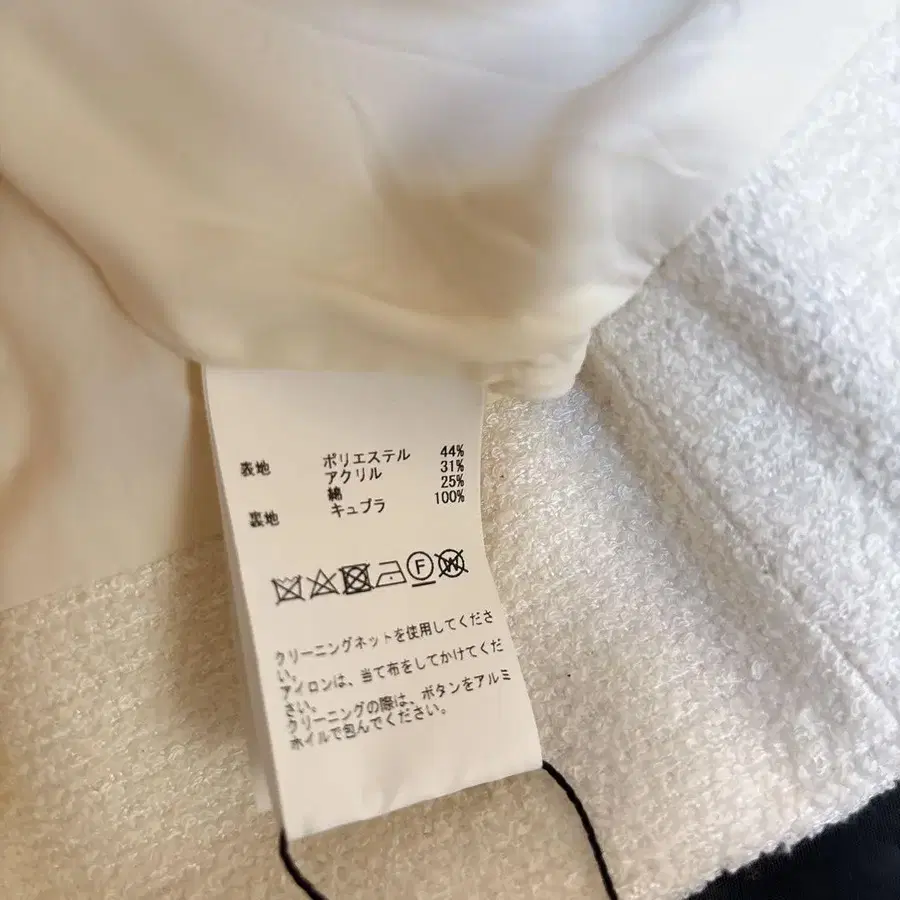 表地 ポリエステル 44%
アクリル 31%
綿 25%
裏地 キュプラ 100%
F W
クリーニングネットを使用してくださ
い。
アイロンは、当て布をしてかけてくだ
さい。
クリーニングの際は、ボタンをアルミ
ホイルで包んでください。